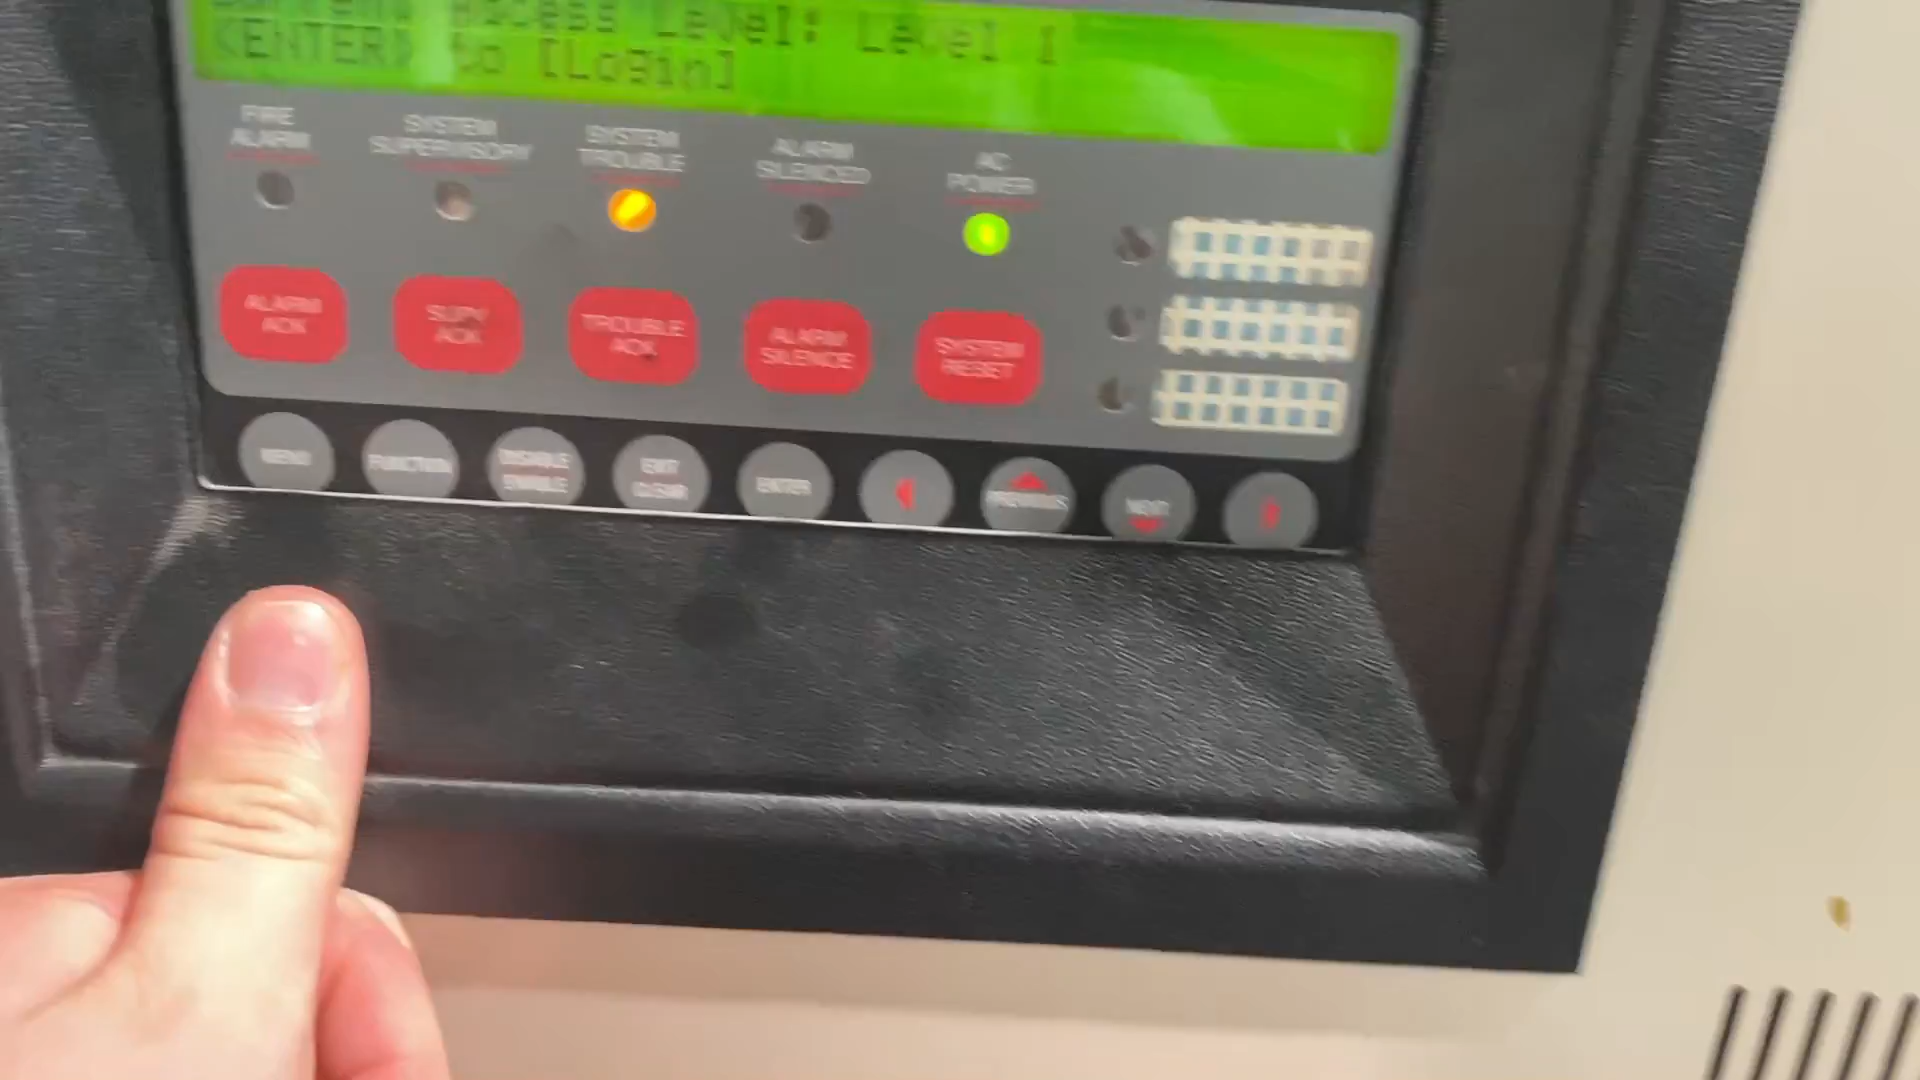 Current Access Level: Level 1
<ENTER> to [Login]
FIRE ALARM
SYSTEM SUPERVISORY
SYSTEM TROUBLE
ALARM SILENCED
AC POWER
ALARM ACK
SUPV ACK
TROUBLE ACK
ALARM SILENCE
SYSTEM RESET
MENU
FUNCTION
DISABLE ENABLE
EXIT CLEAR
ENTER
PREVIOUS
NEXT